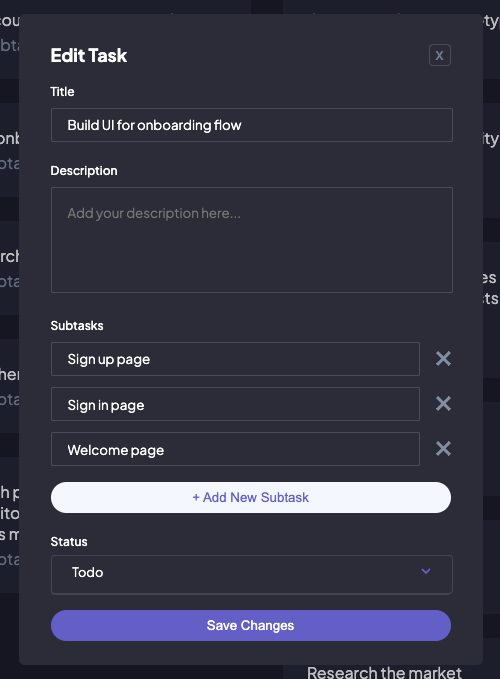 Edit Task
X
Title
Build UI for onboarding flow
Description
Add your description here...
Subtasks
Sign up page
Sign in page
Welcome page
+ Add New Subtask
Status
Todo
Save Changes
Research the market